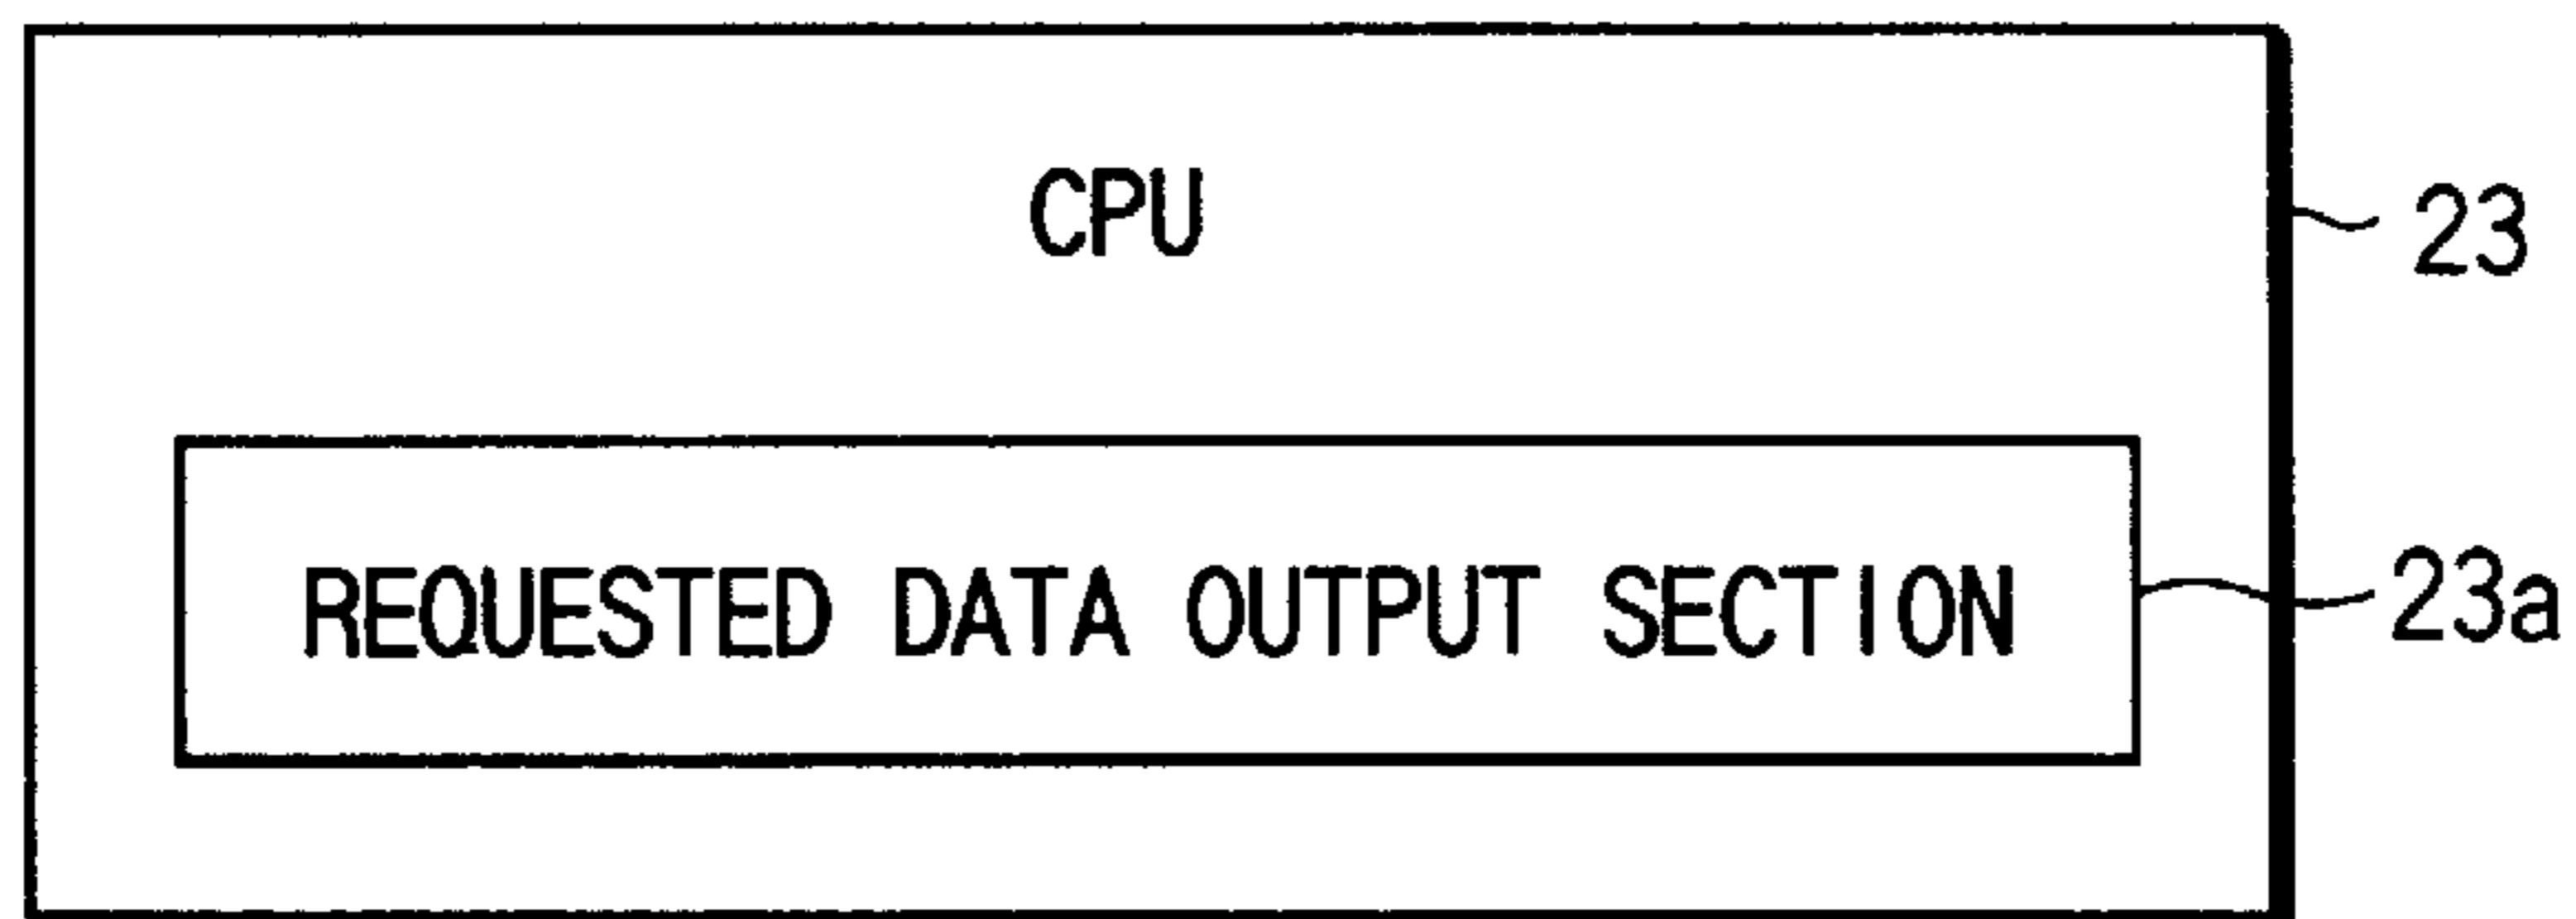 CPU
23
REQUESTED DATA OUTPUT SECTION
23a